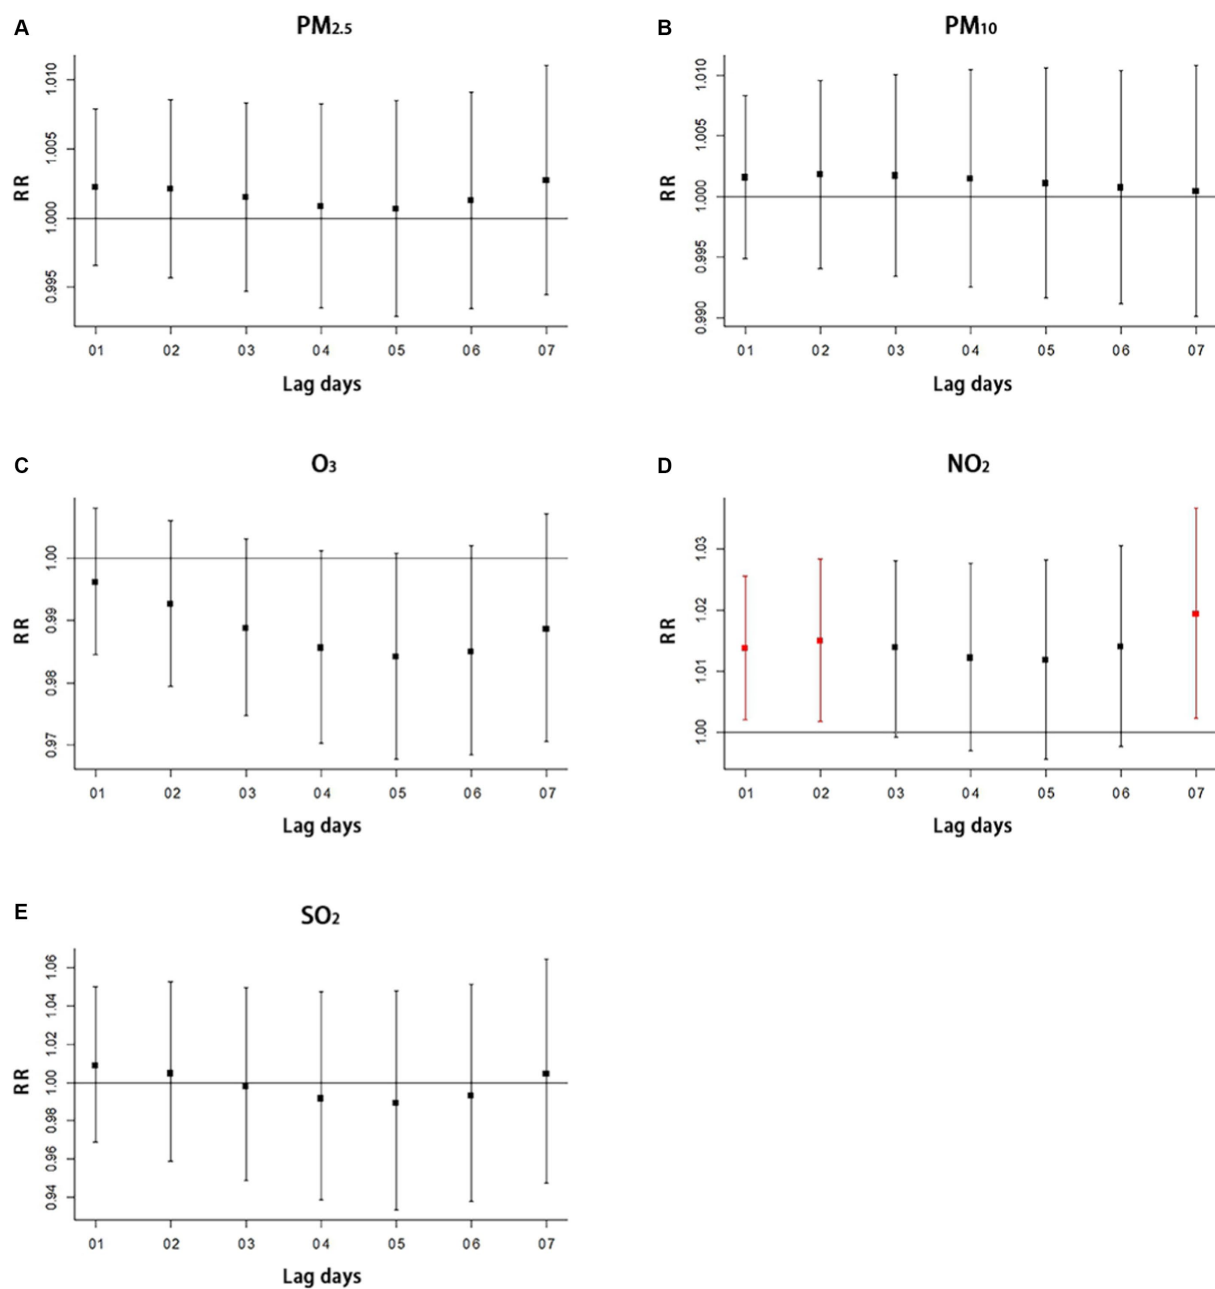 A
PM2.5
RR
1.010
1.005
1.000
0.995
01 02 03 04 05 06 07
Lag days
B
PM10
RR
1.010
1.005
1.000
0.995
0.990
01 02 03 04 05 06 07
Lag days
C
O3
RR
1.00
0.99
0.98
0.97
01 02 03 04 05 06 07
Lag days
D
NO2
RR
1.03
1.02
1.01
1.00
01 02 03 04 05 06 07
Lag days
E
SO2
RR
1.06
1.04
1.02
1.00
0.98
0.96
0.94
01 02 03 04 05 06 07
Lag days